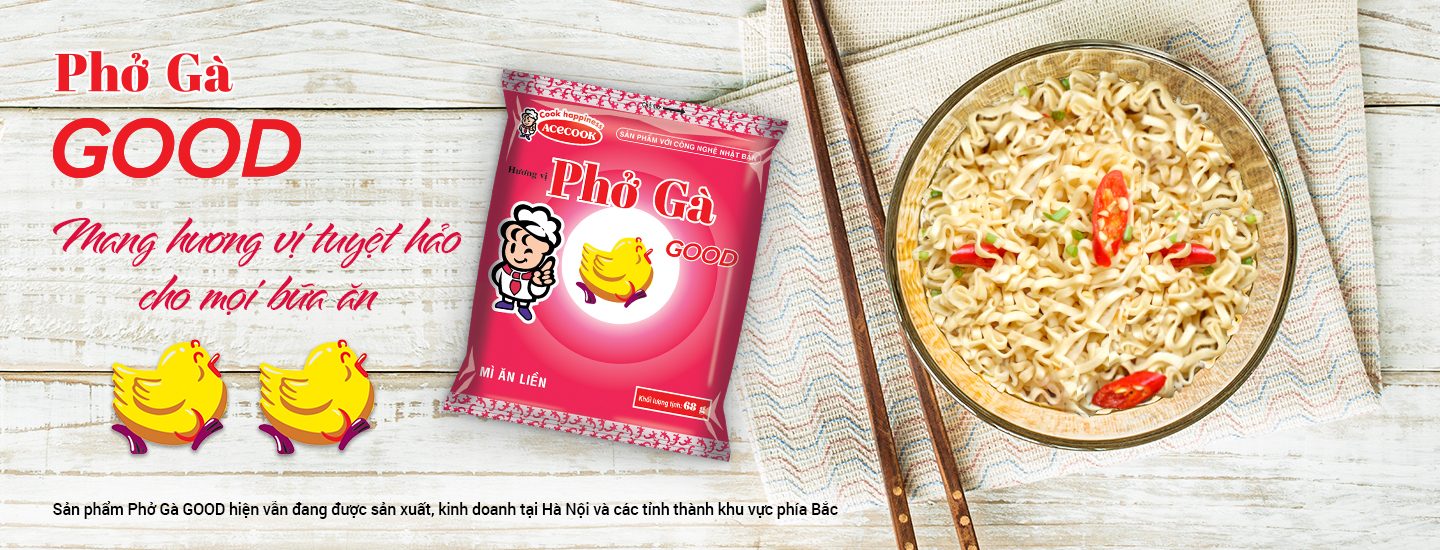 Phở Gà
GOOD
Mang hương vị tuyệt hảo
cho mọi bữa ăn
Cook happiness
ACECOOK
SẢN PHẨM VỚI CÔNG NGHỆ NHẬT BẢN
Hương vị
Phở Gà
GOOD
MÌ ĂN LIỀN
Khối lượng tịnh: 68
Sản phẩm Phở Gà GOOD hiện vẫn đang được sản xuất, kinh doanh tại Hà Nội và các tỉnh thành khu vực phía Bắc